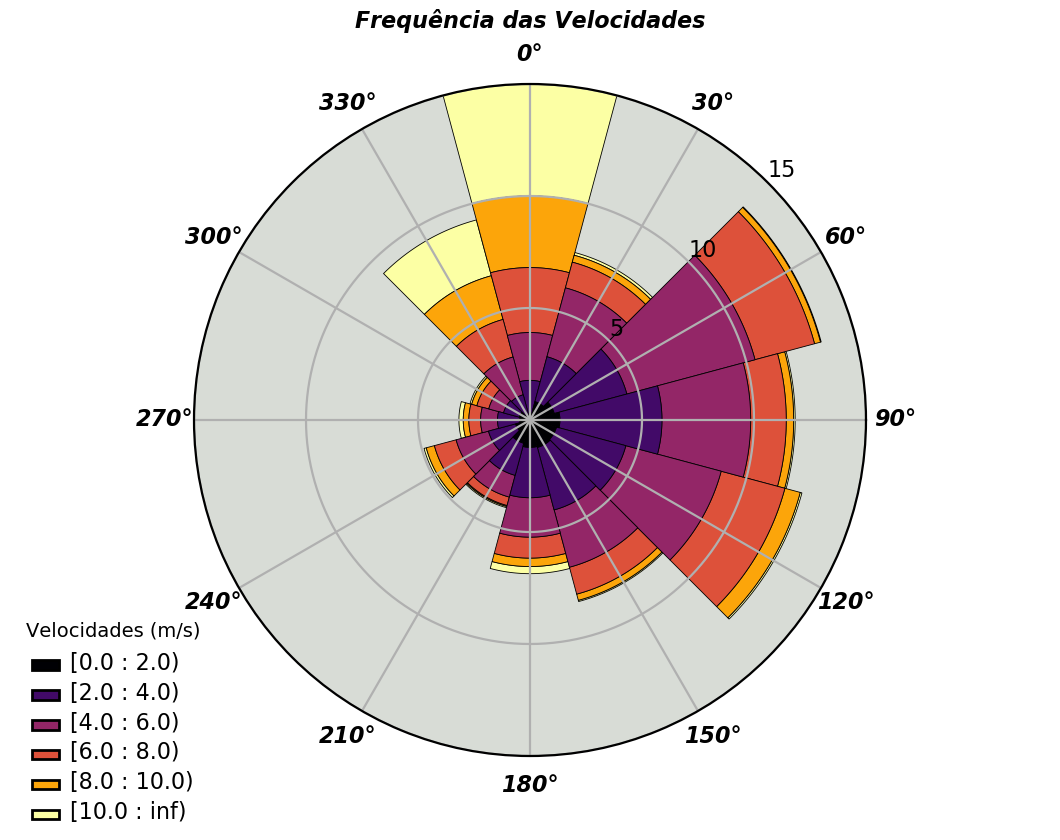 Frequência das Velocidades
0°
330°
30°
15
300°
60°
10
5
270°
90°
240°
120°
210°
150°
180°
Velocidades (m/s)
[0.0 : 2.0)
[2.0 : 4.0)
[4.0 : 6.0)
[6.0 : 8.0)
[8.0 : 10.0)
[10.0 : inf)